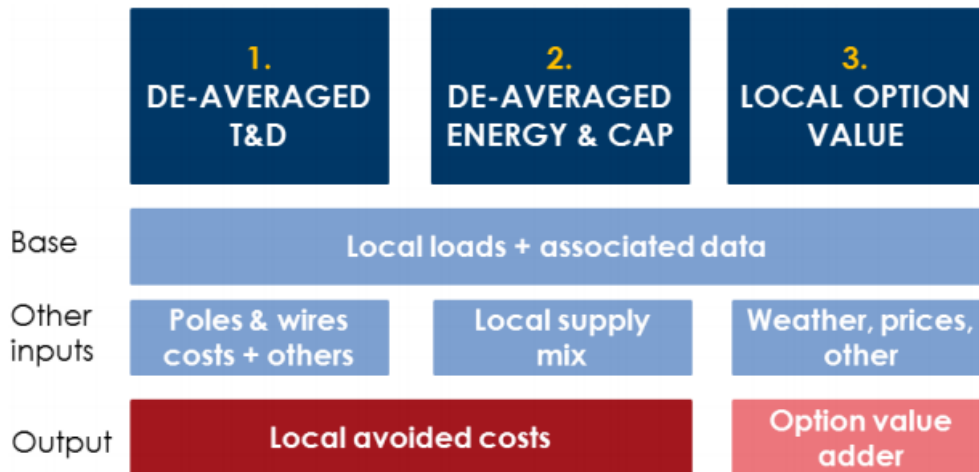 1.
DE-AVERAGED
T&D
2.
DE-AVERAGED
ENERGY & CAP
3.
LOCAL OPTION
VALUE
Base
Local loads + associated data
Other
inputs
Poles & wires
costs + others
Local supply
mix
Weather, prices,
other
Output
Local avoided costs
Option value
adder